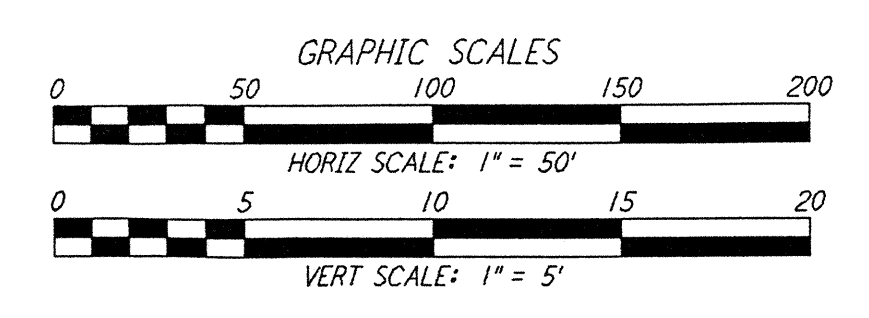 GRAPHIC SCALES
0 50 100 150 200
HORIZ SCALE: 1" = 50'
0 5 10 15 20
VERT SCALE: 1" = 5'